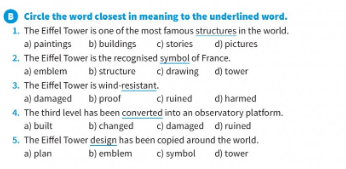 B Circle the word closest in meaning to the underlined word.
1. The Eiffel Tower is one of the most famous structures in the world.
a) paintings b) buildings c) stories d) pictures
2. The Eiffel Tower is the recognised symbol of France.
a) emblem b) structure c) drawing d) tower
3. The Eiffel Tower is wind-resistant.
a) damaged b) proof c) ruined d) harmed
4. The third level has been converted into an observatory platform.
a) built b) changed c) damaged d) ruined
5. The Eiffel Tower design has been copied around the world.
a) plan b) emblem c) symbol d) tower